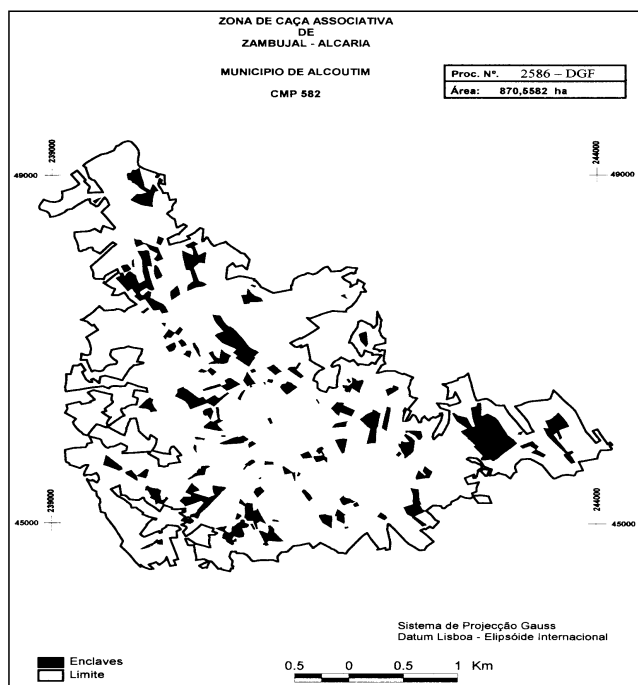 ZONA DE CAÇA ASSOCIATIVA
DE
ZAMBUJAL - ALCARIA
MUNICIPIO DE ALCOUTIM
CMP 582
Proc. Nº. 2586 – DGF
Área: 870,5582 ha
239000
244000
49000
49000
239000
244000
45000
45000
Sistema de Projecção Gauss
Datum Lisboa - Elipsóide Internacional
Enclaves
Limite
0.5 0 0.5 1 Km